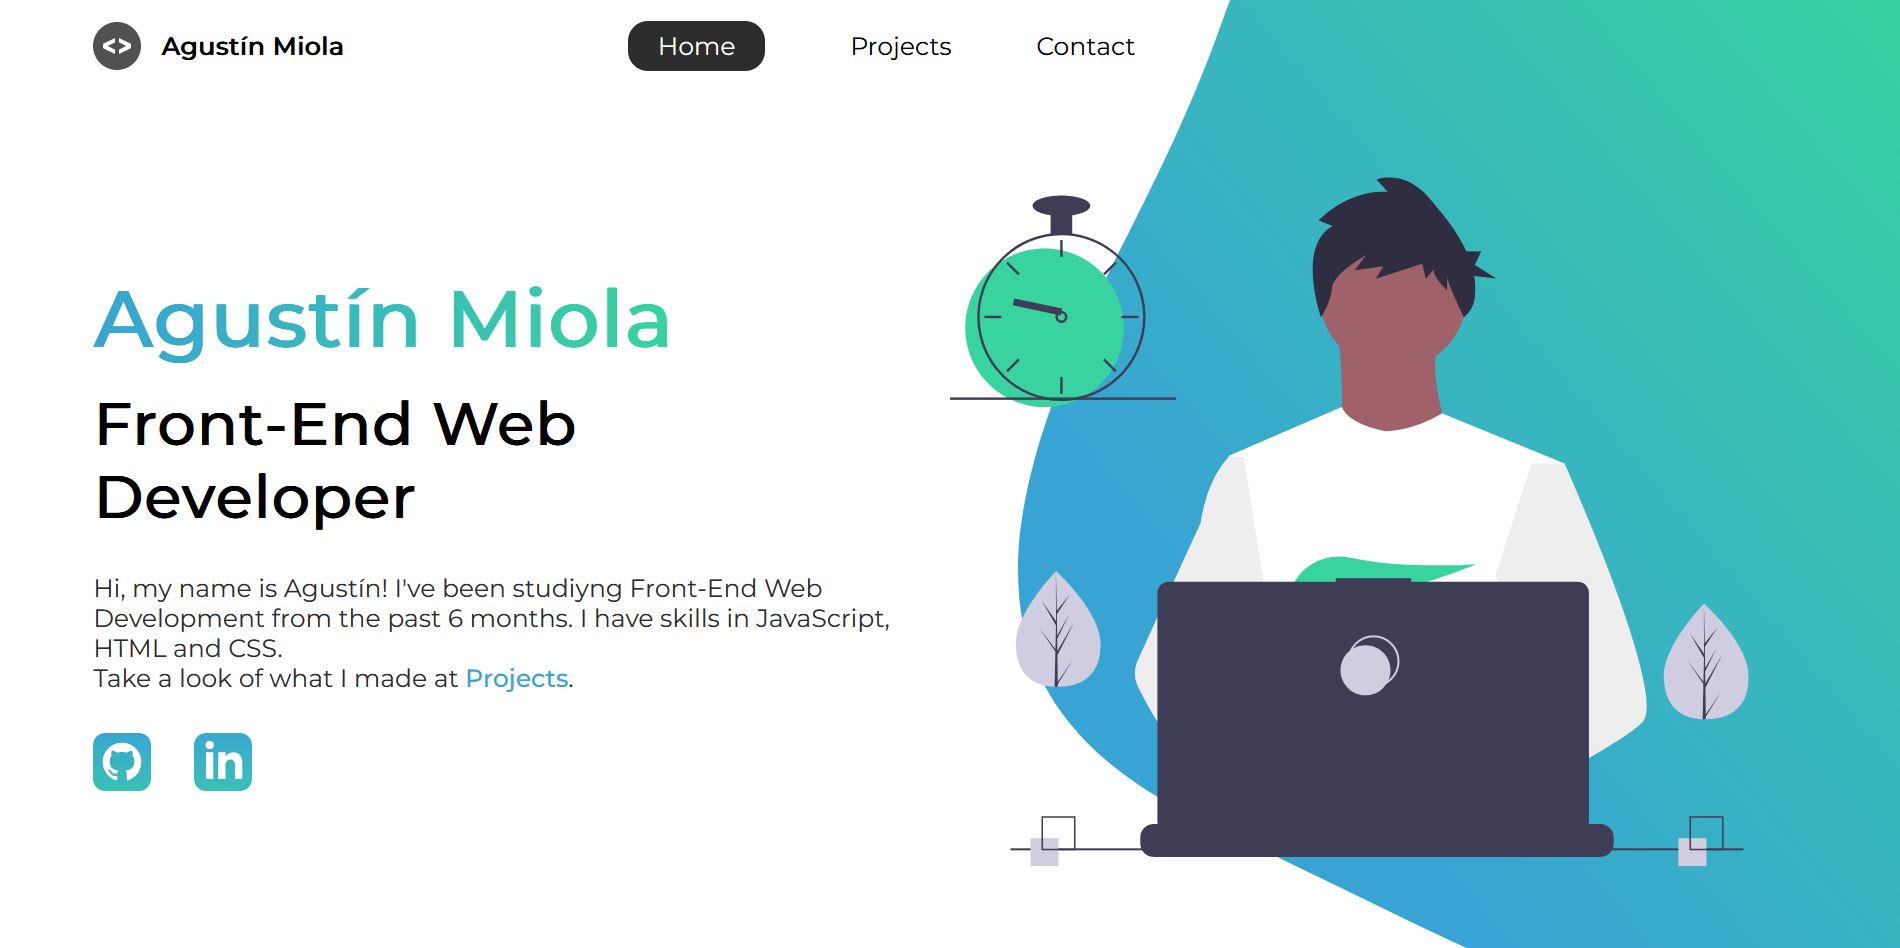 <> Agustín Miola
Home
Projects
Contact
Agustín Miola
Front-End Web
Developer
Hi, my name is Agustín! I've been studiyng Front-End Web
Development from the past 6 months. I have skills in JavaScript,
HTML and CSS.
Take a look of what I made at Projects.
in